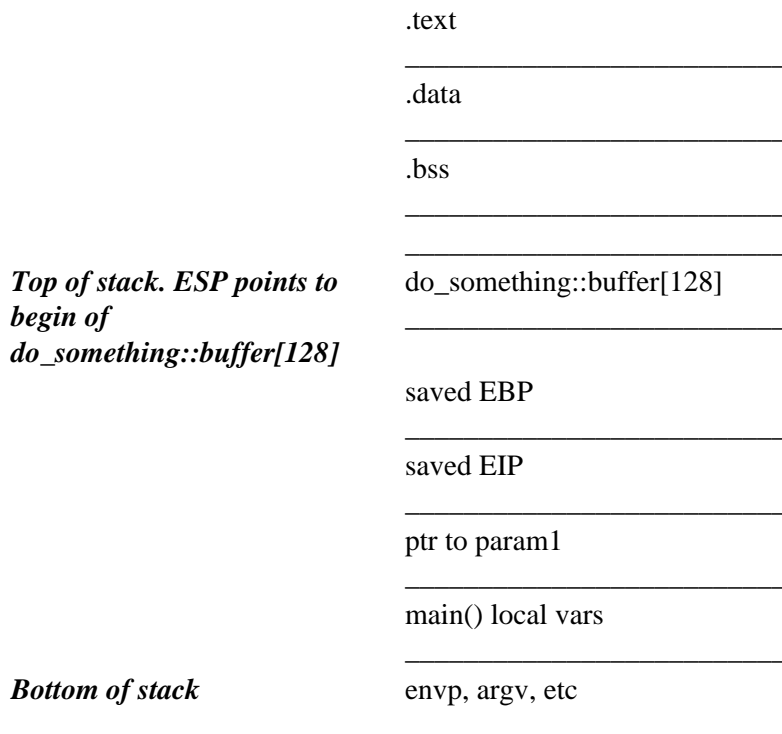 .text
.data
.bss
Top of stack. ESP points to
begin of
do_something::buffer[128]
do_something::buffer[128]
saved EBP
saved EIP
ptr to param1
main() local vars
Bottom of stack
envp, argv, etc